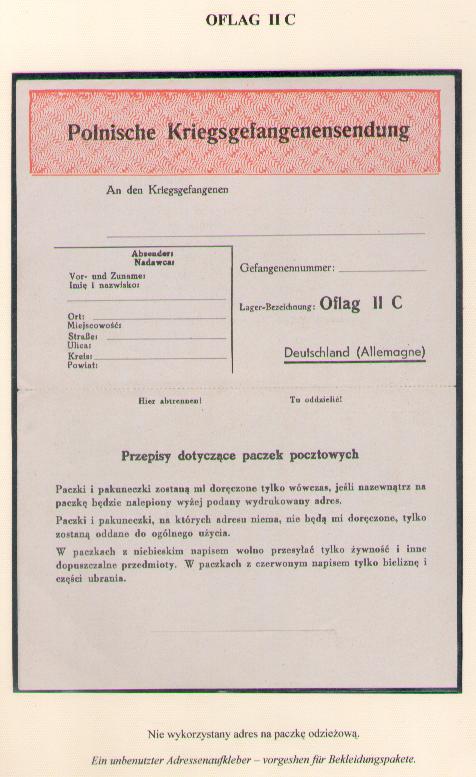 OFLAG II C
Polnische Kriegsgefangenensendung
An den Kriegsgefangenen
Absender:
Nadawca:
Vor- und Zuname:
Imię i nazwisko:
Ort:
Miejscowość:
Straße:
Ulica:
Kreis:
Powiat:
Gefangenennummer:
Lager-Bezeichnung: Oflag II C
Deutschland (Allemagne)
Hier abtrennen! Tu oddzielić!
Przepisy dotyczące paczek pocztowych
Paczki i pakuneczki zostaną mi doręczone tylko wówczas, jeśli nazewnątrz na
paczkę będzie nalepiony wyżej podany wydrukowany adres.
Paczki i pakuneczki, na których adresu niema, nie będą mi doręczone, tylko
zostaną oddane do ogólnego użycia.
W paczkach z niebieskim napisem wolno przesyłać tylko żywność i inne
dopuszczalne przedmioty. W paczkach z czerwonym napisem tylko bieliznę i
części ubrania.
Nie wykorzystany adres na paczkę odzieżową.
Ein unbenutzter Adressenaufkleber – vorgeshen für Bekleidungspakete.